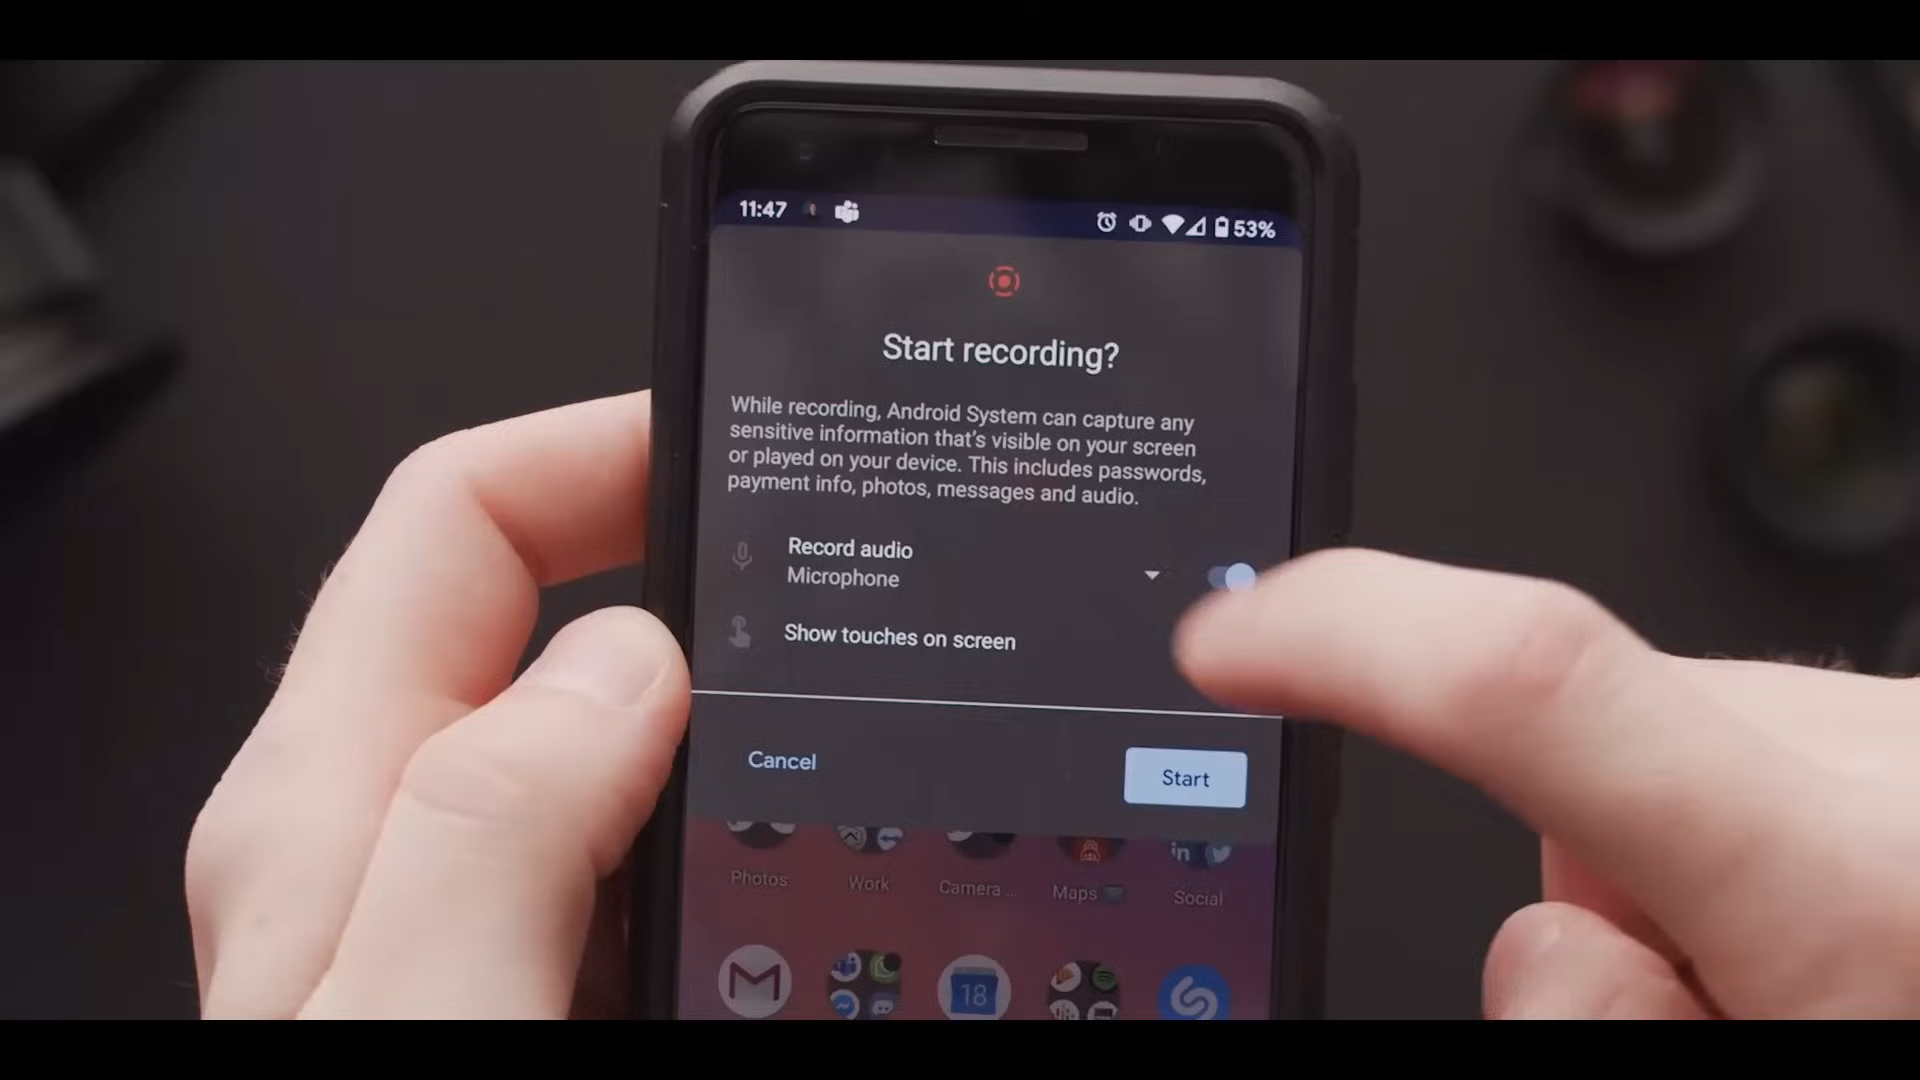 11:47
53%
Start recording?
While recording, Android System can capture any
sensitive information that's visible on your screen
or played on your device. This includes passwords,
payment info, photos, messages and audio.
Record audio
Microphone
Show touches on screen
Cancel
Start
in
Photos
Work
Camera ...
Maps
Social
18